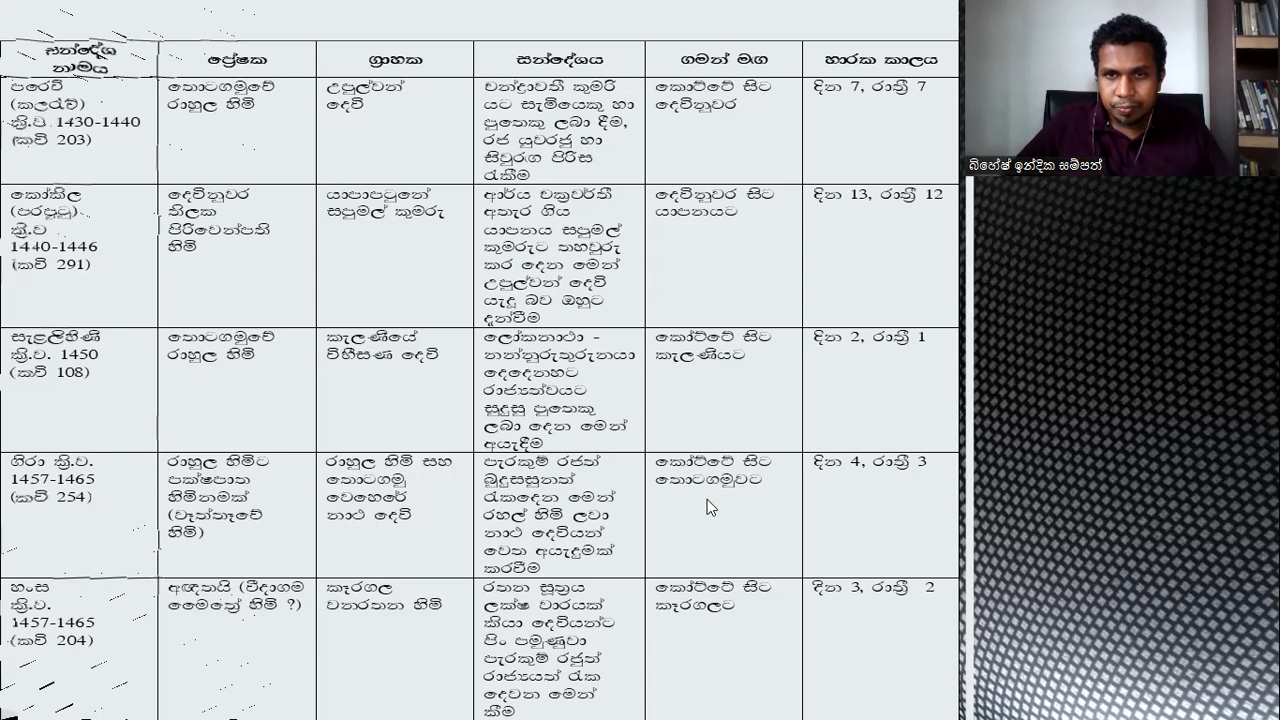 සන්දේශ
නාමය
ප්‍රේෂක
ග්‍රාහක
සන්දේශය
ගමන් මග
හාරක කාලය
පරෙවි
(කලරැව්)
ක්‍රි.ව. 1430-1440
(කවි 203)
තොටගමුවේ
රාහුල හිමි
උපුල්වන්
දෙවි
චන්ද්‍රාවතී කුමරි
යට සැමියෙකු හා
පුතෙකු ලබා දීම,
රජ යුවරජු හා
සිවුරඟ පිරිස
රැකීම
කෝට්ටේ සිට
දෙවිනුවර
දින 7, රාත්‍රී 7
කෝකිල
(පරපුටු)
ක්‍රි.ව
1440-1446
(කවි 291)
දෙවිනුවර
තිලක
පිරිවෙන්පති
හිමි
යාපාපටුනේ
සපුමල් කුමරු
ආර්ය චක්‍රවර්තී
අතැර ගිය
යාපනය සපුමල්
කුමරුට තහවුරු
කර දෙන මෙන්
උපුල්වන් දෙවි
යැදූ බව ඔහුට
දැන්වීම
දෙවිනුවර සිට
යාපනයට
දින 13, රාත්‍රී 12
සැළලිහිණි
ක්‍රි.ව. 1450
(කවි 108)
තොටගමුවේ
රාහුල හිමි
කැලණියේ
විභීසණ දෙවි
ලෝකනාථා -
නන්නුරුතුරුනයා
දෙදෙනහට
රාජ්‍යත්වයට
සුදුසු පුතෙකු
ලබා දෙන මෙන්
අයැදීම
කෝට්ටේ සිට
කැලණියට
දින 2, රාත්‍රී 1
ගිරා ක්‍රි.ව.
1457-1465
(කවි 254)
රාහුල හිමිට
පක්ෂපාත
හිමිනමක්
(වෑත්තෑවේ
හිමි)
රාහුල හිමි සහ
තොටගමු
වෙහෙරේ
නාථ දෙවි
පැරකුම් රජත්
බුදුසසුනත්
රැකදෙන මෙන්
රහල් හිමි ලවා
නාථ දෙවියන්
වෙත අයැදුමක්
කරවීම
කෝට්ටේ සිට
තොටගමුවට
දින 4, රාත්‍රී 3
හංස
ක්‍රි.ව.
1457-1465
(කවි 204)
අඥතයි (වීදාගම
මෛත්‍රේ හිමි ?)
කෑරගල
වනරතන හිමි
රතන සූත්‍රය
ලක්ෂ වාරයක්
කියා දෙවියන්ට
පිං පමුණුවා
පැරකුම් රජුත්
රාජ්‍යයත් රැක
දෙවන මෙන්
කීම
කෝට්ටේ සිට
කෑරගලට
දින 3, රාත්‍රී 2
බිහේෂ් ඉන්දික සම්පත්